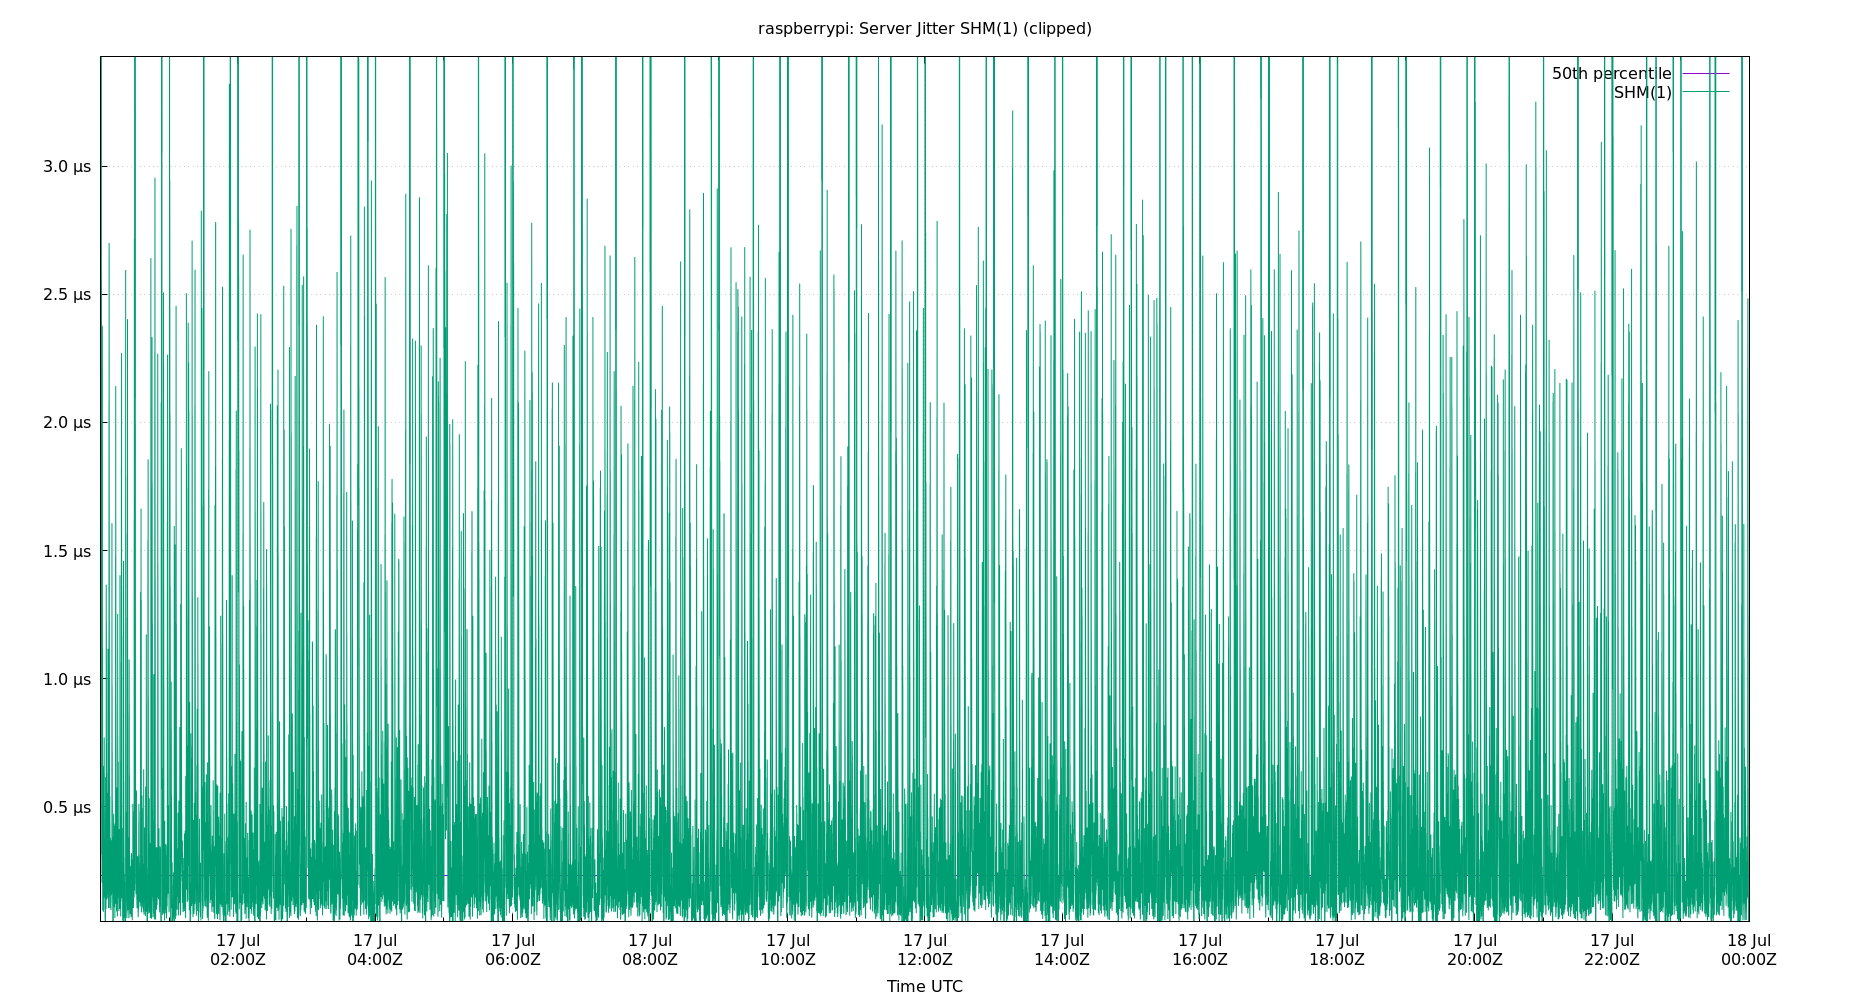 raspberrypi: Server Jitter SHM(1) (clipped)
50th percentile
SHM(1)
3.0 µs
2.5 µs
2.0 µs
1.5 µs
1.0 µs
0.5 µs
17 Jul 17 Jul 17 Jul 17 Jul 17 Jul 17 Jul 17 Jul 17 Jul 17 Jul 17 Jul 17 Jul 18 Jul
02:00Z 04:00Z 06:00Z 08:00Z 10:00Z 12:00Z 14:00Z 16:00Z 18:00Z 20:00Z 22:00Z 00:00Z
Time UTC